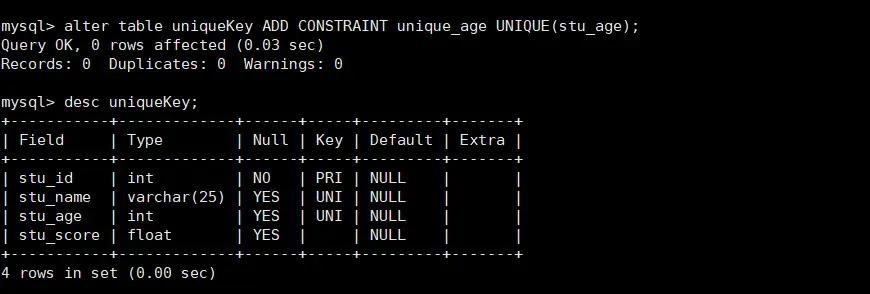 mysql> alter table uniqueKey ADD CONSTRAINT unique_age UNIQUE(stu_age);
Query OK, 0 rows affected (0.03 sec)
Records: 0  Duplicates: 0  Warnings: 0

mysql> desc uniqueKey;
+-----------+-------------+------+-----+---------+-------+
| Field     | Type        | Null | Key | Default | Extra |
+-----------+-------------+------+-----+---------+-------+
| stu_id    | int         | NO   | PRI | NULL    |       |
| stu_name  | varchar(25) | YES  | UNI | NULL    |       |
| stu_age   | int         | YES  | UNI | NULL    |       |
| stu_score | float       | YES  |     | NULL    |       |
+-----------+-------------+------+-----+---------+-------+
4 rows in set (0.00 sec)